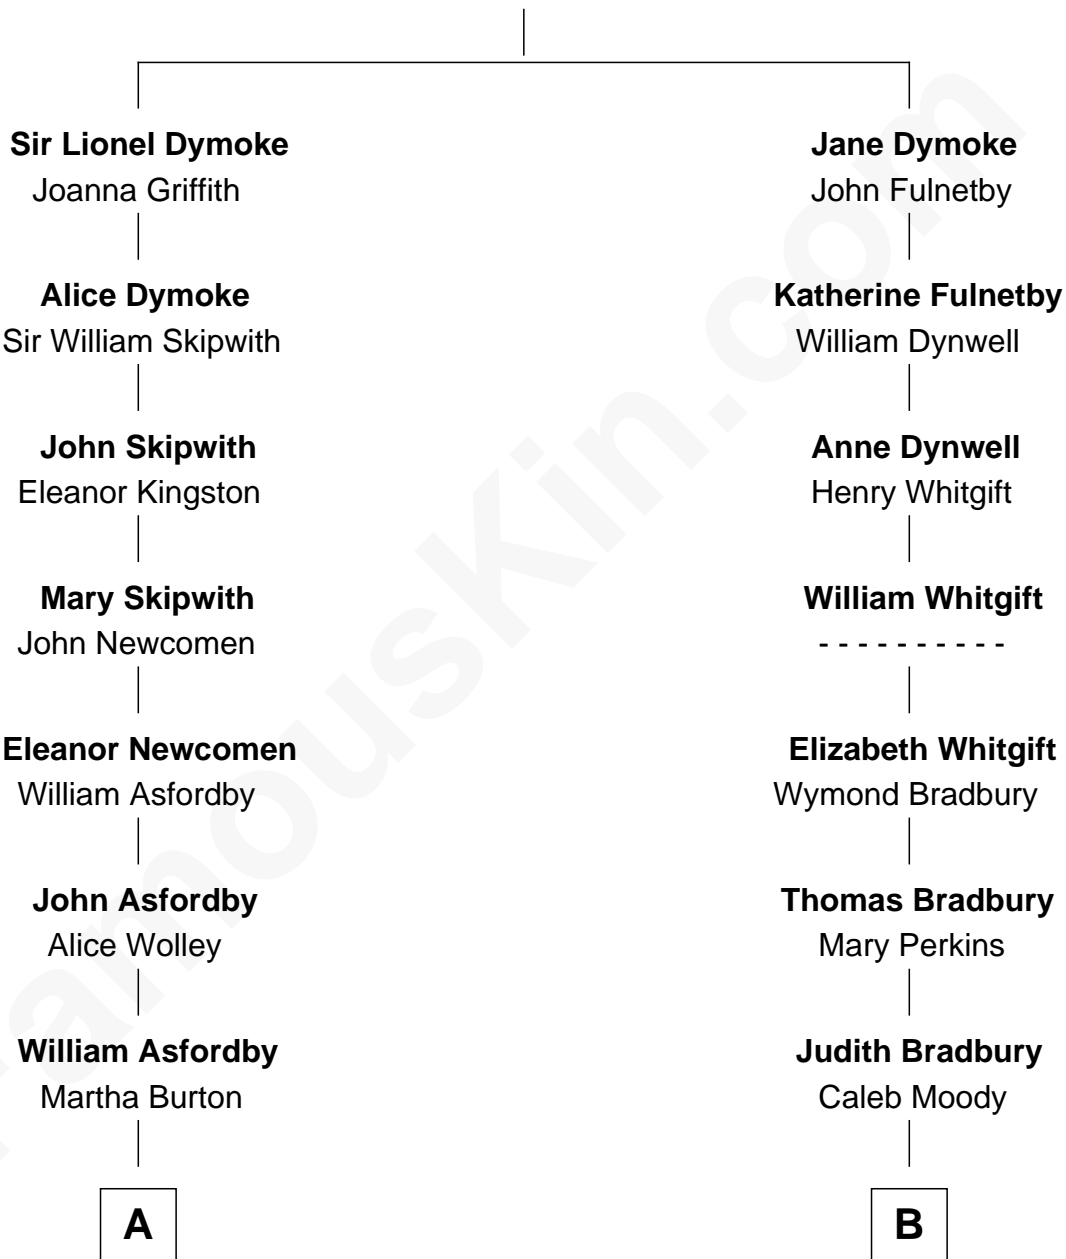 Sir Lionel Dymoke
Joanna Griffith
Alice Dymoke
Sir William Skipwith
John Skipwith
Eleanor Kingston
Mary Skipwith
John Newcomen
Eleanor Newcomen
William Asfordby
John Asfordby
Alice Wolley
William Asfordby
Martha Burton
A
Jane Dymoke
John Fulnetby
Katherine Fulnetby
William Dynwell
Anne Dynwell
Henry Whitgift
William Whitgift
- - - - - - - - - -
Elizabeth Whitgift
Wymond Bradbury
Thomas Bradbury
Mary Perkins
Judith Bradbury
Caleb Moody
B
FamousKin.com